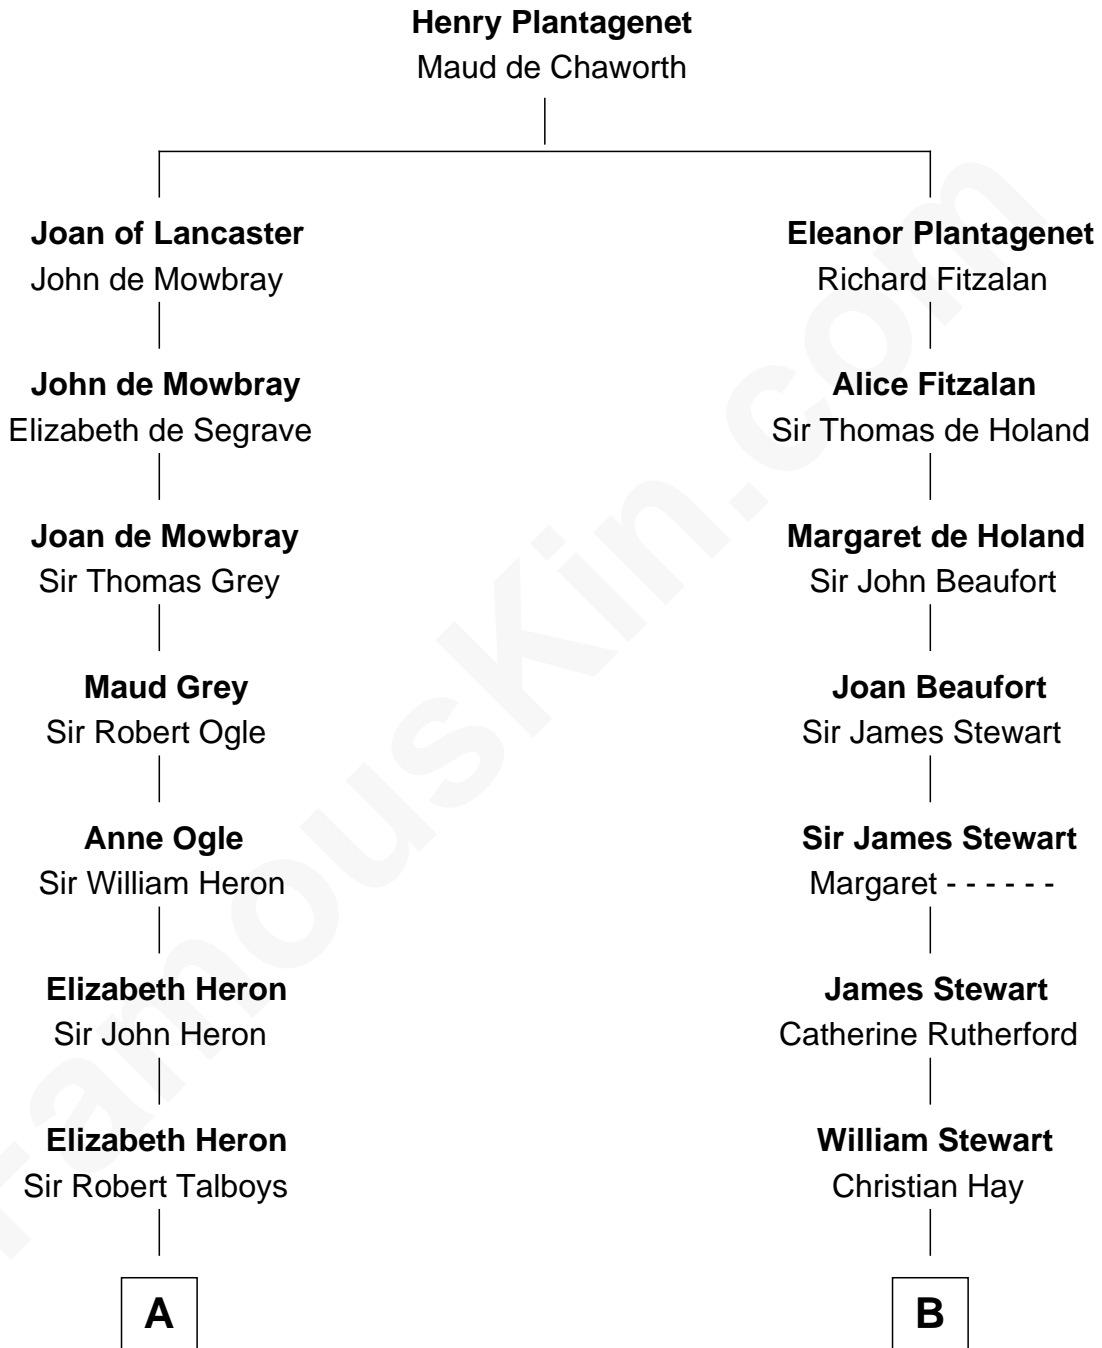 Henry Plantagenet
Maud de Chaworth
Joan of Lancaster
John de Mowbray
Eleanor Plantagenet
Richard Fitzalan
John de Mowbray
Elizabeth de Segrave
Alice Fitzalan
Sir Thomas de Holand
Joan de Mowbray
Sir Thomas Grey
Margaret de Holand
Sir John Beaufort
Maud Grey
Sir Robert Ogle
Joan Beaufort
Sir James Stewart
Anne Ogle
Sir William Heron
Sir James Stewart
Margaret - - - - - -
Elizabeth Heron
Sir John Heron
James Stewart
Catherine Rutherford
Elizabeth Heron
Sir Robert Talboys
William Stewart
Christian Hay
A
B
FamousKin.com